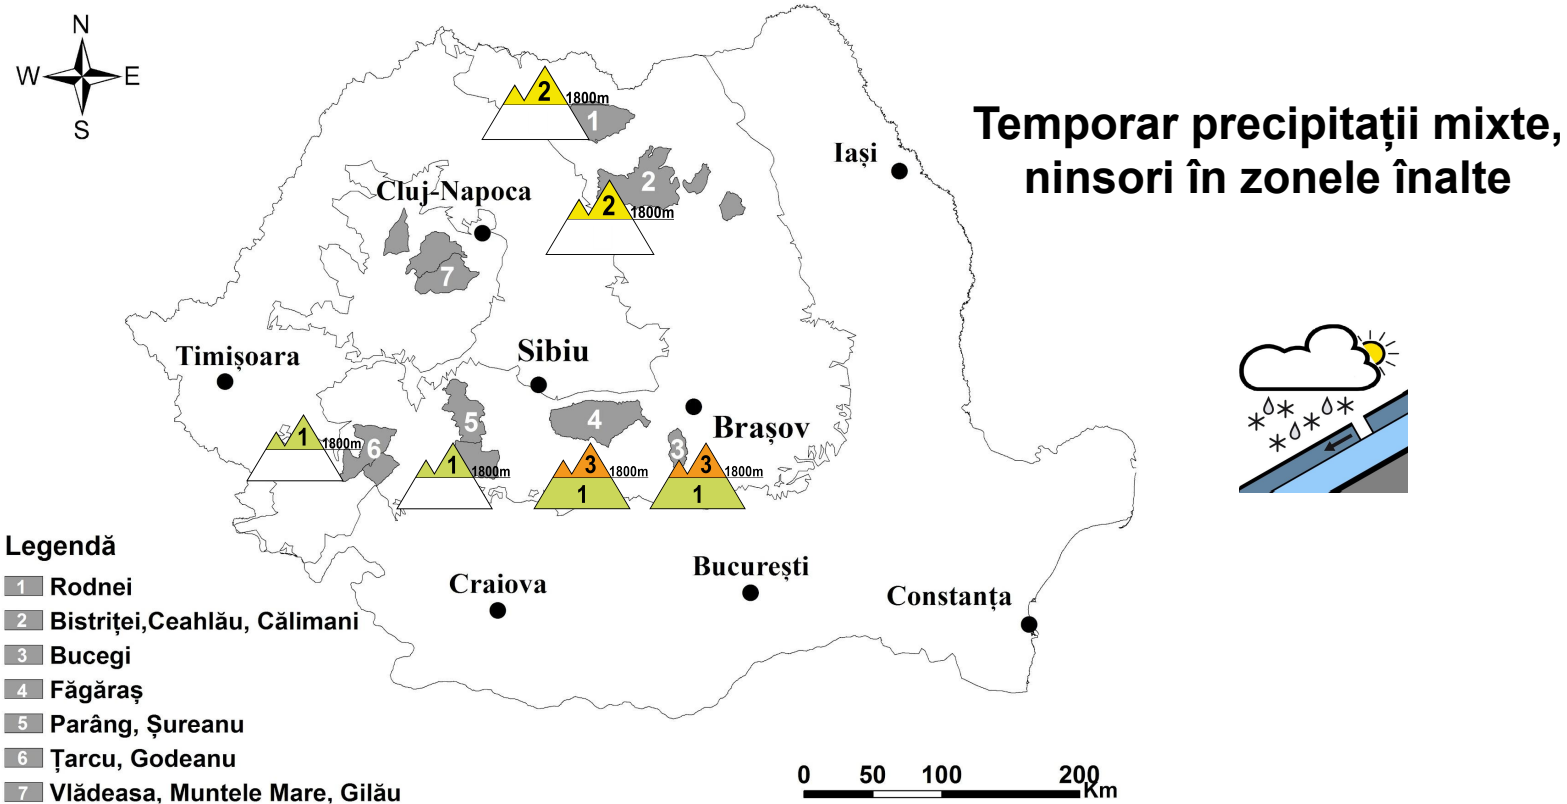 N
W E
S
Temporar precipitații mixte,
ninsori în zonele înalte
2
1800m
1
Iași
Cluj-Napoca
2
2
1800m
7
Timișoara
Sibiu
Brașov
5
4
3
6
1
1800m
1
1800m
3
1800m
1
3
1800m
1
Craiova
București
Constanța
Legendă
1 Rodnei
2 Bistriței,Ceahlău, Călimani
3 Bucegi
4 Făgăraș
5 Parâng, Șureanu
6 Țarcu, Godeanu
7 Vlădeasa, Muntele Mare, Gilău
0 50 100 200
Km